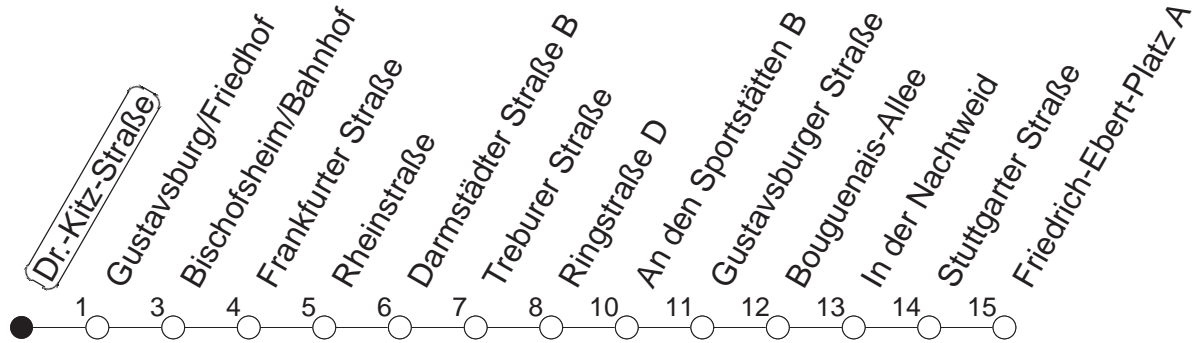 Dr.-Kitz-Straße
Gustavsburg/Friedhof
Bischofsheim/Bahnhof
Frankfurter Straße
Rheinstraße
Darmstädter Straße B
Treburer Straße
Ringstraße D
An den Sportstätten B
Gustavsburger Straße
Bouguenais-Allee
In der Nachtweid
Stuttgarter Straße
Friedrich-Ebert-Platz A
1 3 4 5 6 7 8 10 11 12 13 14 15